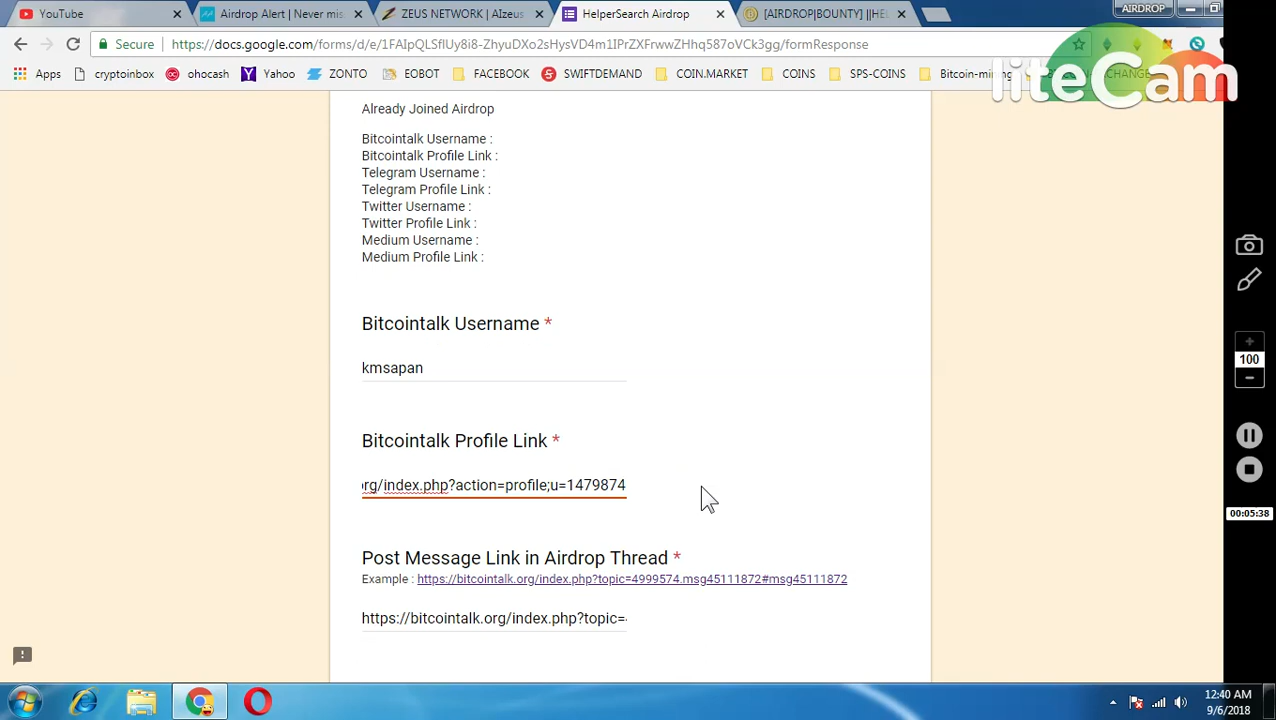 YouTube
Airdrop Alert | Never mis
ZEUS.NETWORK | AIzeus
HelperSearch Airdrop
[AIRDROP|BOUNTY] ||HEL
AIRDROP
Secure
https://docs.google.com/forms/d/e/1FAIpQLSfIUy
/formResponse
Apps
cryptoinbox
ohocash
Yahoo
ZONTO
EOBOT
FACEBOOK
SWIFTDEMAND
COIN.MARKET
COINS
SPS-COINS
liteCam
Already Joined Airdrop
Bitcointalk Username :
Bitcointalk Profile Link :
Telegram Username :
Telegram Profile Link :
Twitter Username :
Twitter Profile Link :
Medium Username :
Medium Profile Link :
Bitcointalk Username *
kmsapan
Bitcointalk Profile Link *
org/index.php?action=profile;u=1479874
Post Message Link in Airdrop Thread *
Example : https://bitcointalk.org/index.php?topic=4999574.msg45111872#msg45111872
https://bitcointalk.org/index.php?topic=
100
00:05:38
12:40 AM
9/6/2018